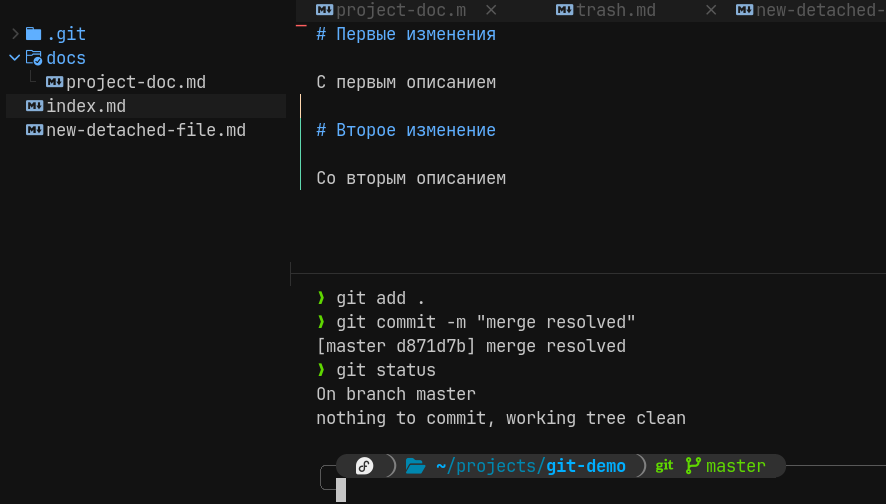 project-doc.m
trash.md
new-detached-
.git
docs
project-doc.md
index.md
new-detached-file.md
# Первые изменения
С первым описанием
# Второе изменение
Со вторым описанием
❱ git add .
❱ git commit -m "merge resolved"
[master d871d7b] merge resolved
❱ git status
On branch master
nothing to commit, working tree clean
~/projects/git-demo git master